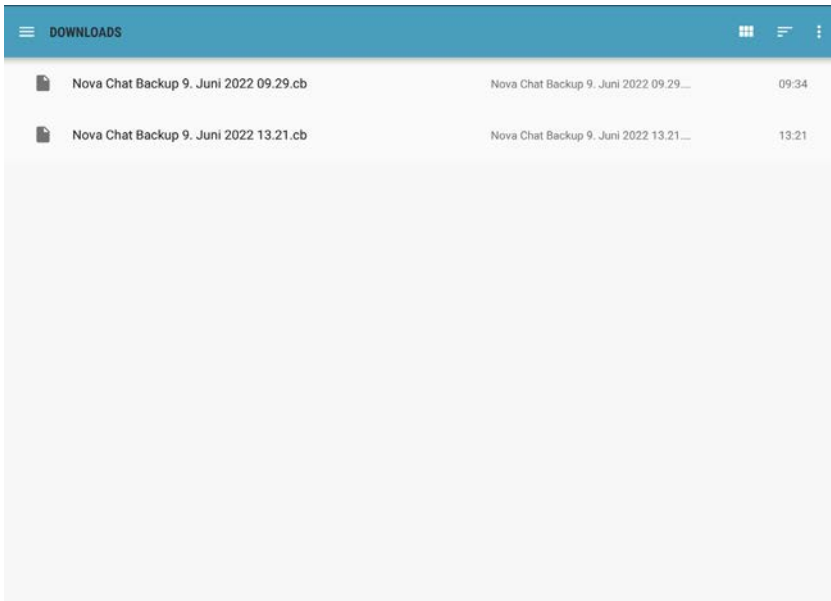 DOWNLOADS
Nova Chat Backup 9. Juni 2022 09.29.cb Nova Chat Backup 9. Juni 2022 09.29.... 09:34
Nova Chat Backup 9. Juni 2022 13.21.cb Nova Chat Backup 9. Juni 2022 13.21.... 13:21